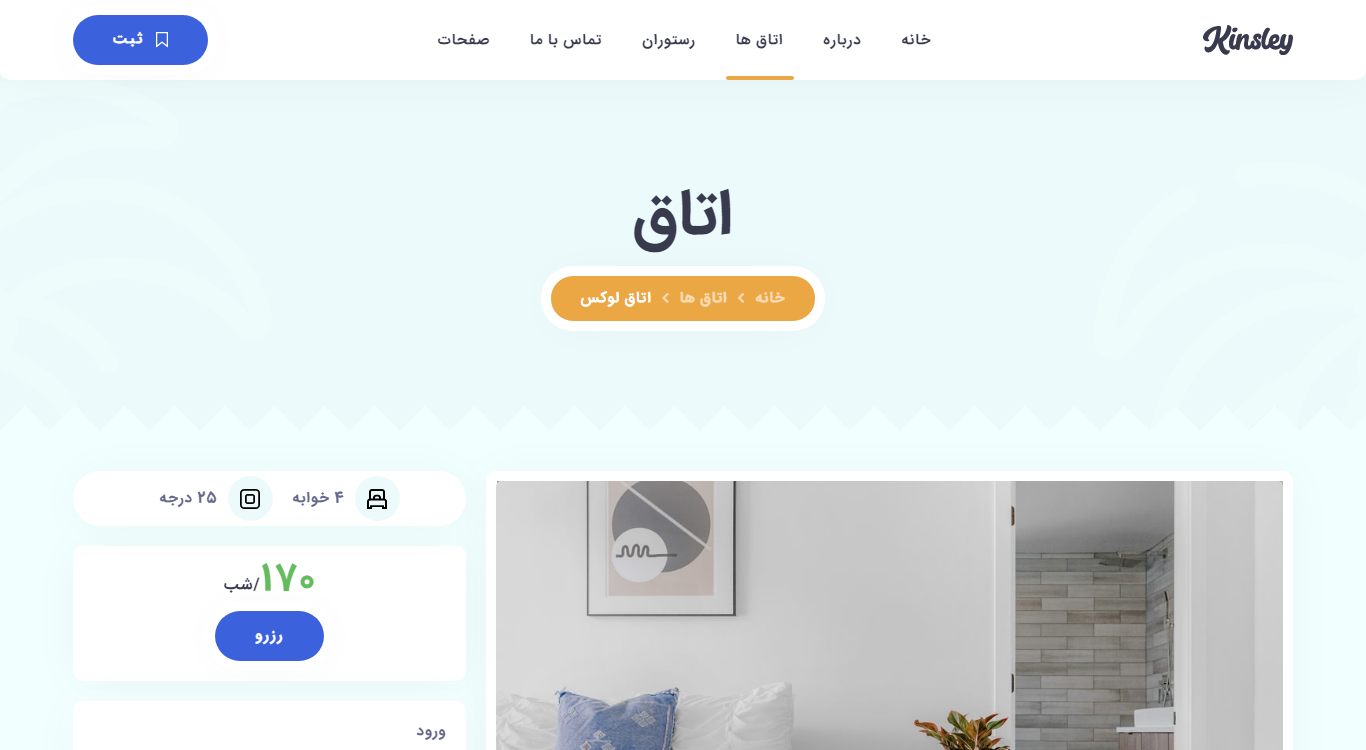 Kinsley
خانه
درباره
اتاق ها
رستوران
تماس با ما
صفحات
ثبت
اتاق
خانه › اتاق ها › اتاق لوکس
۴ خوابه
۲۵ درجه
۱۷۰/شب
رزرو
ورود